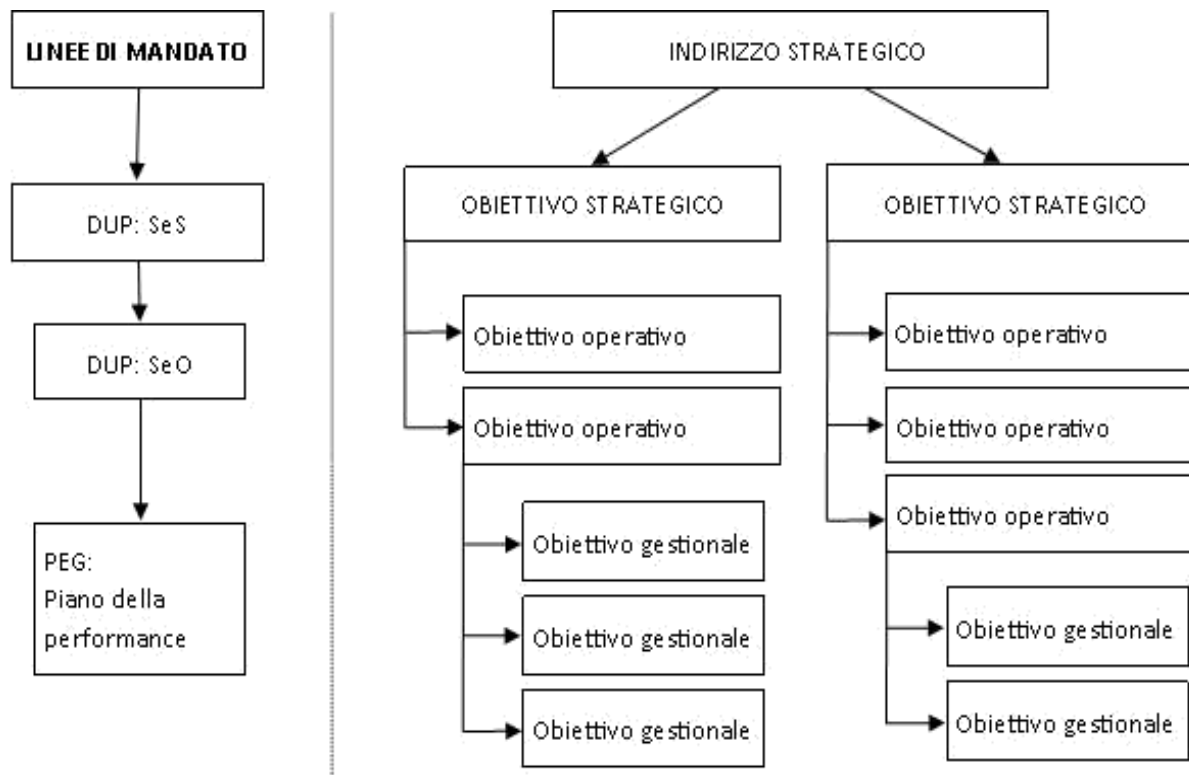 LINEE DI MANDATO
DUP: SeS
DUP: SeO
PEG:
Piano della
performance
INDIRIZZO STRATEGICO
OBIETTIVO STRATEGICO
Obiettivo operativo
Obiettivo operativo
Obiettivo gestionale
Obiettivo gestionale
Obiettivo gestionale
OBIETTIVO STRATEGICO
Obiettivo operativo
Obiettivo operativo
Obiettivo operativo
Obiettivo gestionale
Obiettivo gestionale